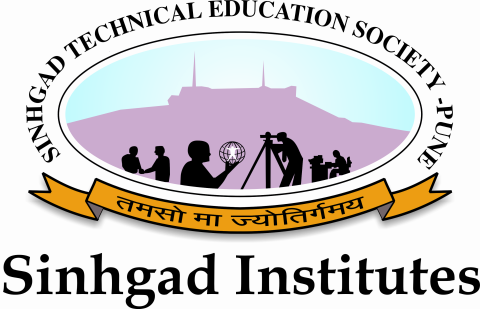 SINHGAD TECHNICAL EDUCATION SOCIETY - PUNE
तमसो मा ज्योतिर्गमय
Sinhgad Institutes